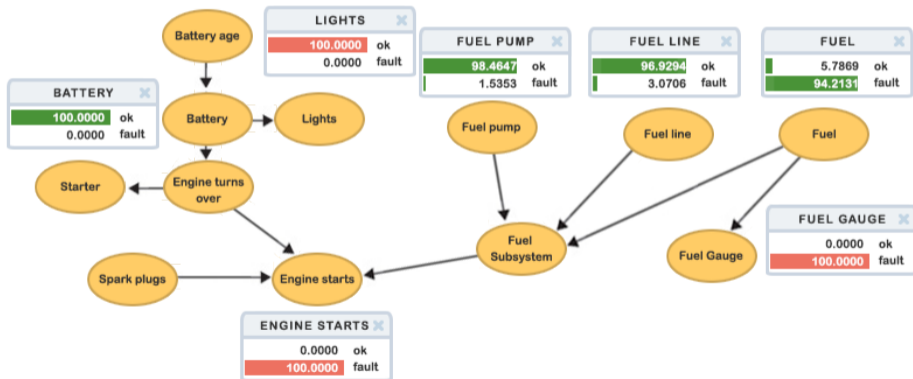 Battery age
LIGHTS
100.0000 ok
0.0000 fault
FUEL PUMP
98.4647 ok
1.5353 fault
FUEL LINE
96.9294 ok
3.0706 fault
FUEL
5.7869 ok
94.2131 fault
BATTERY
100.0000 ok
0.0000 fault
Battery
Lights
Fuel pump
Fuel line
Fuel
Starter
Engine turns
over
FUEL GAUGE
0.0000 ok
100.0000 fault
Spark plugs
Engine starts
Fuel
Subsystem
Fuel Gauge
ENGINE STARTS
0.0000 ok
100.0000 fault